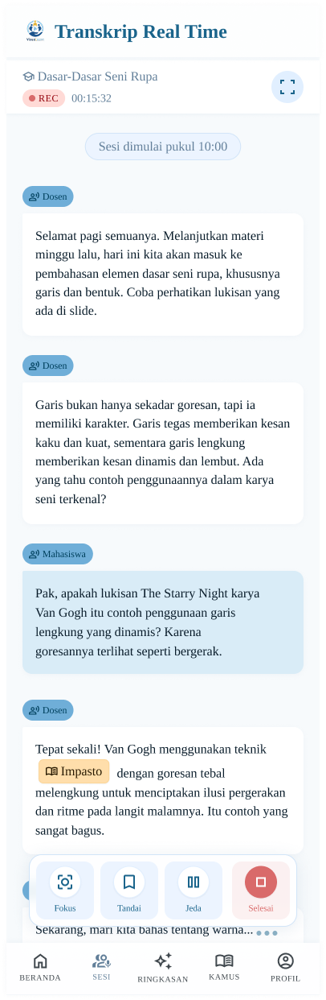 Transkrip Real Time
Dasar-Dasar Seni Rupa
REC 00:15:32
Sesi dimulai pukul 10:00
Dosen
Selamat pagi semuanya. Melanjutkan materi
minggu lalu, hari ini kita akan masuk ke
pembahasan elemen dasar seni rupa, khususnya
garis dan bentuk. Coba perhatikan lukisan yang
ada di slide.
Dosen
Garis bukan hanya sekadar goresan, tapi ia
memiliki karakter. Garis tegas memberikan kesan
kaku dan kuat, sementara garis lengkung
memberikan kesan dinamis dan lembut. Ada
yang tahu contoh penggunaannya dalam karya
seni terkenal?
Mahasiswa
Pak, apakah lukisan The Starry Night karya
Van Gogh itu contoh penggunaan garis
lengkung yang dinamis? Karena
goresannya terlihat seperti bergerak.
Dosen
Tepat sekali! Van Gogh menggunakan teknik
Impasto dengan goresan tebal
melengkung untuk menciptakan ilusi pergerakan
dan ritme pada langit malamnya. Itu contoh yang
sangat bagus.
Fokus Tandai Jeda Selesai
Sekarang, mari kita bahas tentang warna...
BERANDA SESI RINGKASAN KAMUS PROFIL